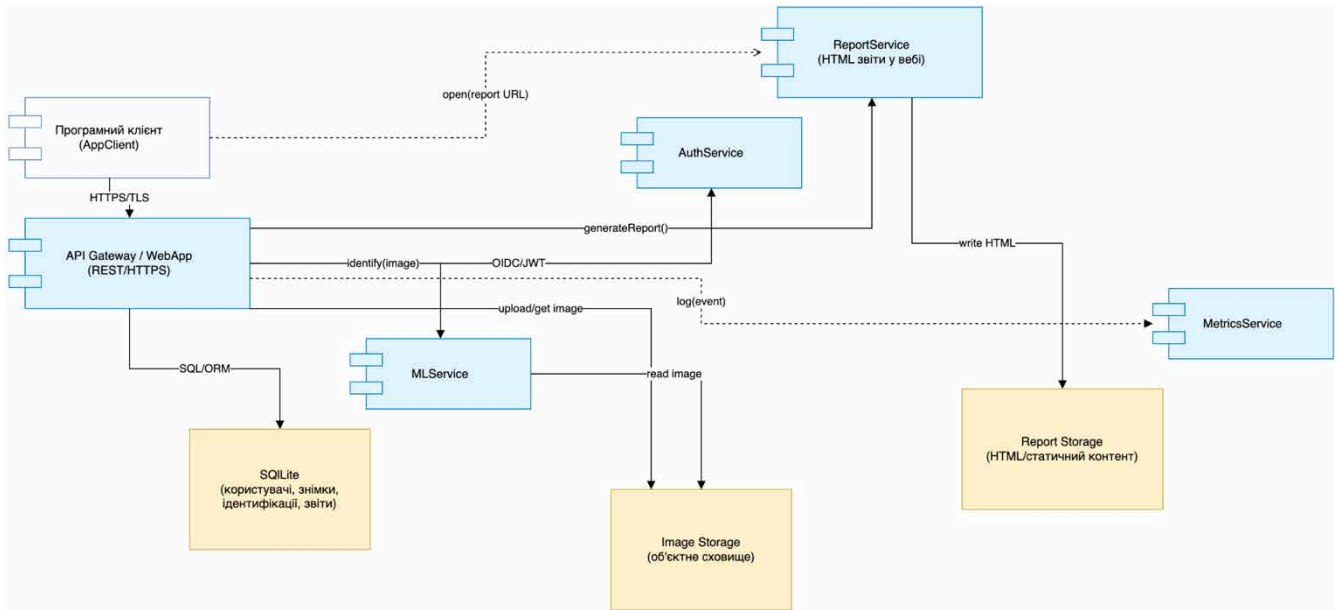 ReportService
(HTML звіти у вебі)
open(report URL)
Програмний клієнт
(AppClient)
AuthService
HTTPS/TLS
API Gateway / WebApp
(REST/HTTPS)
generateReport()
write HTML
identify(image)
OIDC/JWT
log(event)
upload/get image
MetricsService
SQL/ORM
MLService
read image
Report Storage
(HTML/статичний контент)
SQlLite
(користувачі, знімки,
ідентифікації, звіти)
Image Storage
(об'єктне сховище)